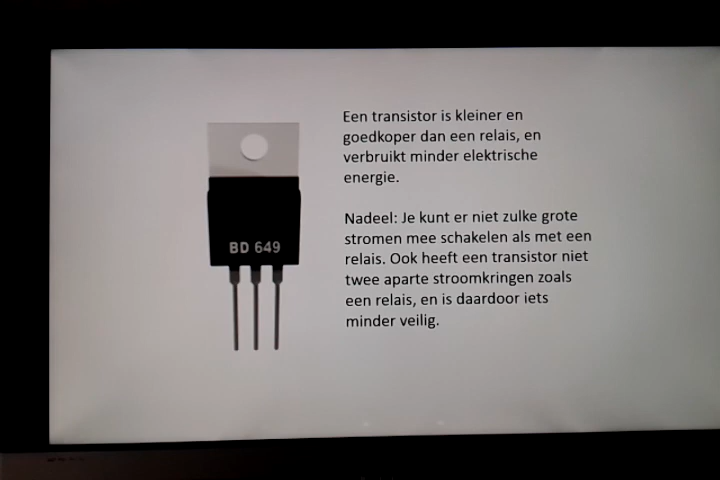 Een transistor is kleiner en
goedkoper dan een relais, en
verbruikt minder elektrische
energie.
Nadeel: Je kunt er niet zulke grote
stromen mee schakelen als met een
relais. Ook heeft een transistor niet
twee aparte stroomkringen zoals
een relais, en is daardoor iets
minder veilig.
BD 649